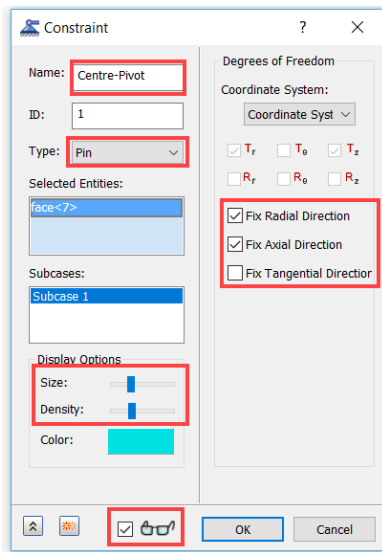 Constraint
?
Name: Centre-Pivot
ID: 1
Type: Pin
Selected Entities:
face<7>
Subcases:
Subcase 1
Display Options
Size:
Density:
Color:
Degrees of Freedom
Coordinate System:
Coordinate Syst
Tr Tθ Tz
Rr Rθ Rz
Fix Radial Direction
Fix Axial Direction
Fix Tangential Direction
OK Cancel